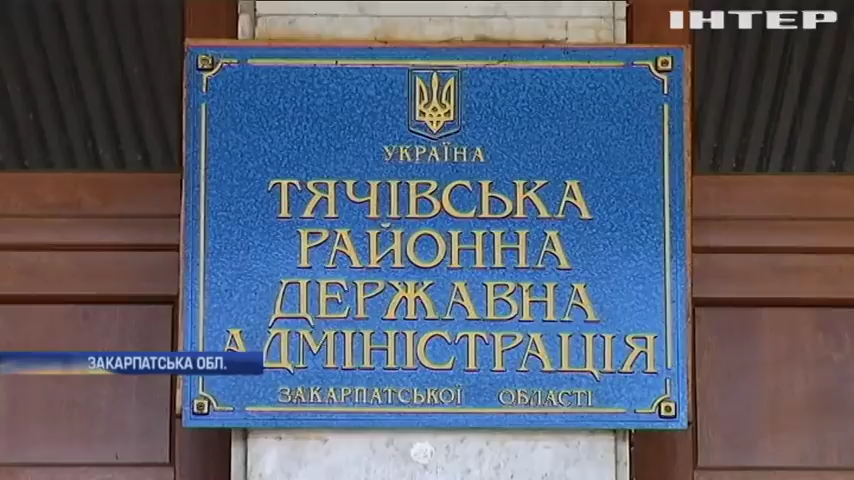 ІНТЕР
УКРАЇНА
ТЯЧІВСЬКА
РАЙОННА
ДЕРЖАВНА
АДМІНІСТРАЦІЯ
ЗАКАРПАТСЬКА ОБЛ.
ЗАКАРПАТСЬКОЇ ОБЛАСТІ